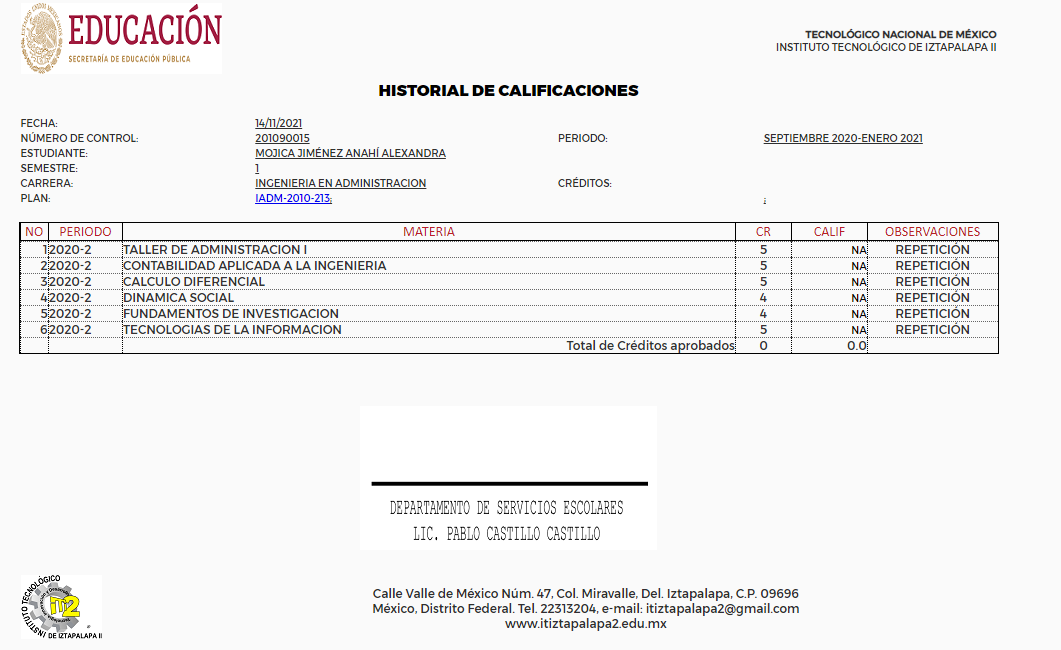 EDUCACIÓN
SECRETARÍA DE EDUCACIÓN PÚBLICA
TECNOLÓGICO NACIONAL DE MÉXICO
INSTITUTO TECNOLÓGICO DE IZTAPALAPA II
HISTORIAL DE CALIFICACIONES
FECHA: 14/11/2021
NÚMERO DE CONTROL: 201090015 PERIODO: SEPTIEMBRE 2020-ENERO 2021
ESTUDIANTE: MOJICA JIMÉNEZ ANAHÍ ALEXANDRA
SEMESTRE: 1
CARRERA: INGENIERIA EN ADMINISTRACION CRÉDITOS:
PLAN: IADM-2010-213;
NO PERIODO MATERIA CR CALIF OBSERVACIONES
1 2020-2 TALLER DE ADMINISTRACION I 5 NA REPETICIÓN
2 2020-2 CONTABILIDAD APLICADA A LA INGENIERIA 5 NA REPETICIÓN
3 2020-2 CALCULO DIFERENCIAL 5 NA REPETICIÓN
4 2020-2 DINAMICA SOCIAL 4 NA REPETICIÓN
5 2020-2 FUNDAMENTOS DE INVESTIGACION 4 NA REPETICIÓN
6 2020-2 TECNOLOGIAS DE LA INFORMACION 5 NA REPETICIÓN
Total de Créditos aprobados 0 0.0
DEPARTAMENTO DE SERVICIOS ESCOLARES
LIC. PABLO CASTILLO CASTILLO
INSTITUTO TECNOLÓGICO
iti2
DE IZTAPALAPA II
Calle Valle de México Núm. 47, Col. Miravalle, Del. Iztapalapa, C.P. 09696
México, Distrito Federal. Tel. 22313204, e-mail: itiztapalapa2@gmail.com
www.itiztapalapa2.edu.mx